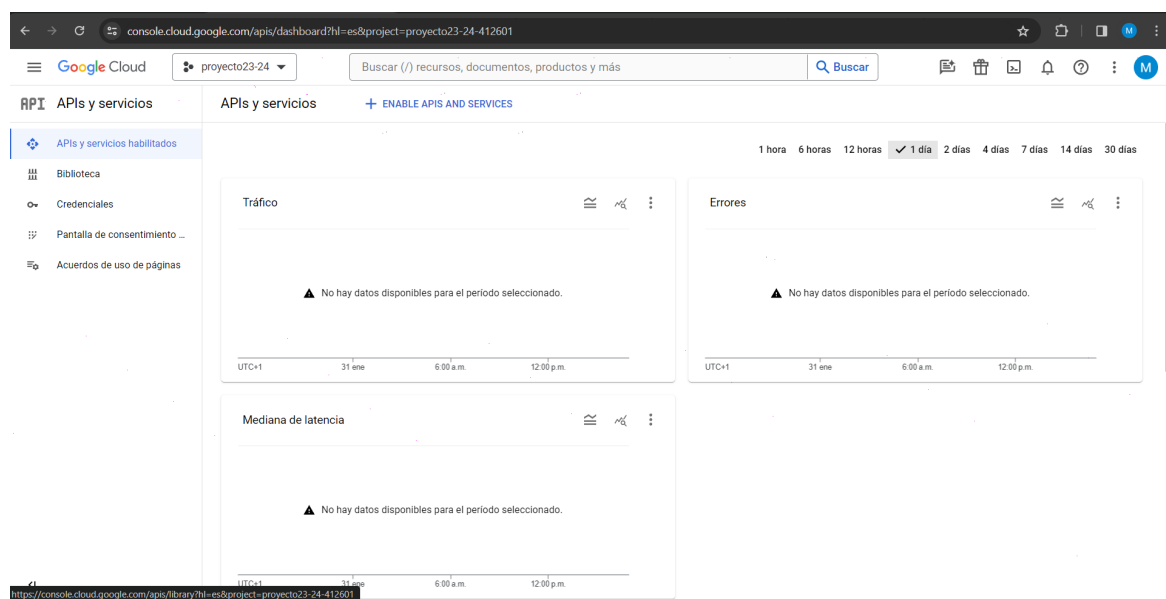 console.cloud.google.com/apis/dashboard?hl=es&project=proyecto23-24-412601
M
Google Cloud
proyecto23-24
Buscar (/) recursos, documentos, productos y más
Buscar
M
API APIs y servicios
APIs y servicios
+ ENABLE APIS AND SERVICES
APIs y servicios habilitados
Biblioteca
Credenciales
Pantalla de consentimiento ...
Acuerdos de uso de páginas
1 hora 6 horas 12 horas 1 día 2 días 4 días 7 días 14 días 30 días
Tráfico
No hay datos disponibles para el período seleccionado.
UTC+1 31 ene 6:00 a.m. 12:00 p.m.
Errores
No hay datos disponibles para el período seleccionado.
UTC+1 31 ene 6:00 a.m. 12:00 p.m.
Mediana de latencia
No hay datos disponibles para el período seleccionado.
UTC+1 31 ene 6:00 a.m. 12:00 p.m.
https://console.cloud.google.com/apis/library?hl=es&project=proyecto23-24-412601